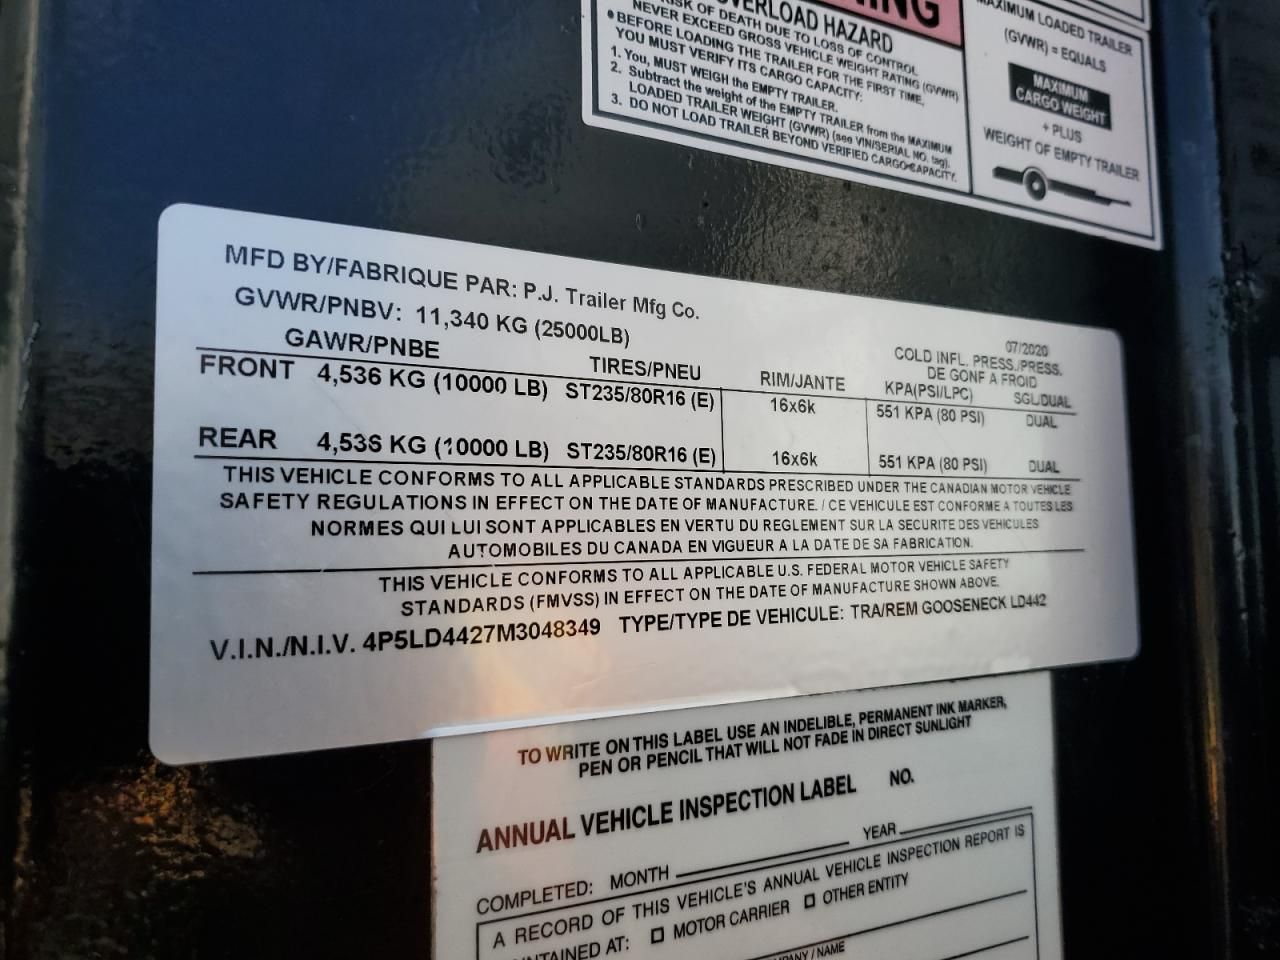 OVERLOAD HAZARD
RISK OF DEATH DUE TO LOSS OF CONTROL
NEVER EXCEED GROSS VEHICLE WEIGHT RATING (GVWR)
• BEFORE LOADING THE TRAILER FOR THE FIRST TIME,
YOU MUST VERIFY ITS CARGO CAPACITY:
1. You, MUST WEIGH the EMPTY TRAILER.
2. Subtract the weight of the EMPTY TRAILER from the MAXIMUM
LOADED TRAILER WEIGHT (GVWR) (see VIN/SERIAL NO. tag).
3. DO NOT LOAD TRAILER BEYOND VERIFIED CARGO CAPACITY.
MAXIMUM LOADED TRAILER
(GVWR) = EQUALS
MAXIMUM
CARGO WEIGHT
+ PLUS
WEIGHT OF EMPTY TRAILER
MFD BY/FABRIQUE PAR: P.J. Trailer Mfg Co.
GVWR/PNBV: 11,340 KG (25000LB)
07/2020
GAWR/PNBE TIRES/PNEU RIM/JANTE COLD INFL. PRESS./PRESS.
DE GONF A FROID
KPA(PSI/LPC) SGL/DUAL
FRONT 4,536 KG (10000 LB) ST235/80R16 (E) 16x6k 551 KPA (80 PSI) DUAL
REAR 4,536 KG (10000 LB) ST235/80R16 (E) 16x6k 551 KPA (80 PSI) DUAL
THIS VEHICLE CONFORMS TO ALL APPLICABLE STANDARDS PRESCRIBED UNDER THE CANADIAN MOTOR VEHICLE
SAFETY REGULATIONS IN EFFECT ON THE DATE OF MANUFACTURE. / CE VEHICULE EST CONFORME A TOUTES LES
NORMES QUI LUI SONT APPLICABLES EN VERTU DU REGLEMENT SUR LA SECURITE DES VEHICULES
AUTOMOBILES DU CANADA EN VIGUEUR A LA DATE DE SA FABRICATION.
THIS VEHICLE CONFORMS TO ALL APPLICABLE U.S. FEDERAL MOTOR VEHICLE SAFETY
STANDARDS (FMVSS) IN EFFECT ON THE DATE OF MANUFACTURE SHOWN ABOVE.
V.I.N./N.I.V. 4P5LD4427M3048349 TYPE/TYPE DE VEHICULE: TRA/REM GOOSENECK LD442
TO WRITE ON THIS LABEL USE AN INDELIBLE, PERMANENT INK MARKER,
PEN OR PENCIL THAT WILL NOT FADE IN DIRECT SUNLIGHT
ANNUAL VEHICLE INSPECTION LABEL NO.
COMPLETED: MONTH YEAR
A RECORD OF THIS VEHICLE'S ANNUAL VEHICLE INSPECTION REPORT IS
AT: MOTOR CARRIER OTHER ENTITY
/ NAME